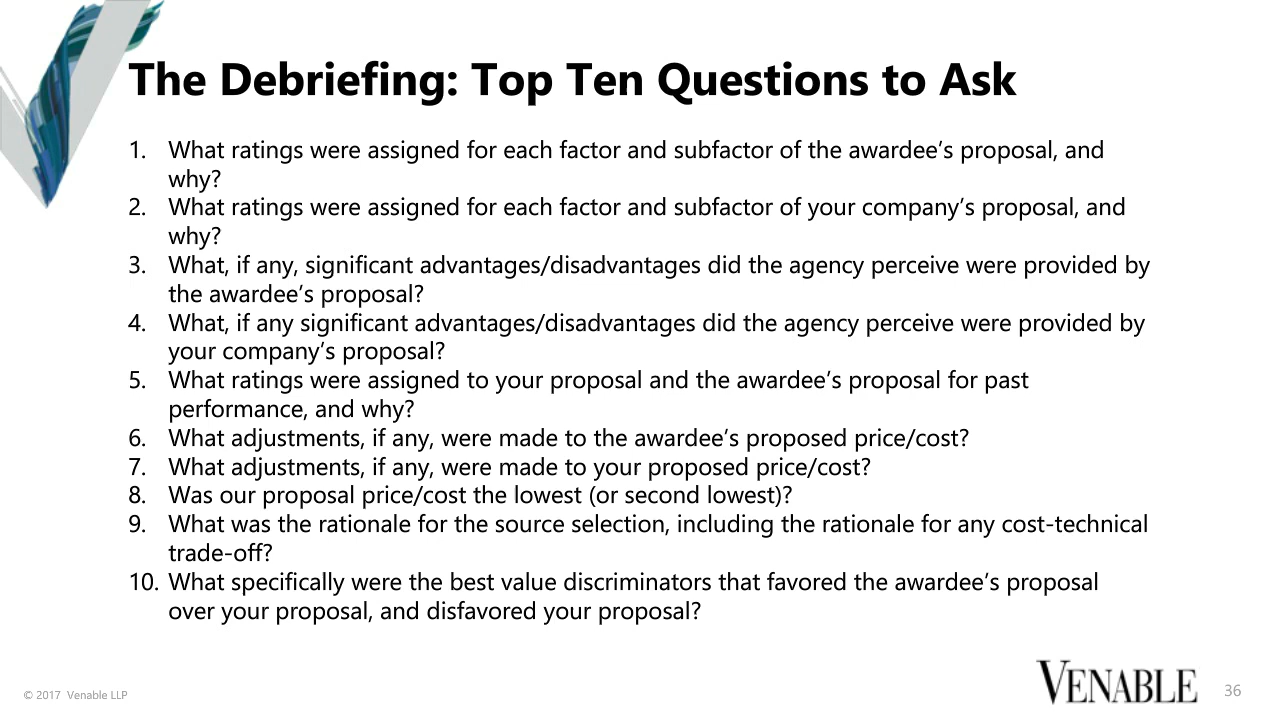 The Debriefing: Top Ten Questions to Ask
1. What ratings were assigned for each factor and subfactor of the awardee’s proposal, and
why?
2. What ratings were assigned for each factor and subfactor of your company’s proposal, and
why?
3. What, if any, significant advantages/disadvantages did the agency perceive were provided by
the awardee’s proposal?
4. What, if any significant advantages/disadvantages did the agency perceive were provided by
your company’s proposal?
5. What ratings were assigned to your proposal and the awardee’s proposal for past
performance, and why?
6. What adjustments, if any, were made to the awardee’s proposed price/cost?
7. What adjustments, if any, were made to your proposed price/cost?
8. Was our proposal price/cost the lowest (or second lowest)?
9. What was the rationale for the source selection, including the rationale for any cost-technical
trade-off?
10. What specifically were the best value discriminators that favored the awardee’s proposal
over your proposal, and disfavored your proposal?
© 2017 Venable LLP
VENABLE
36